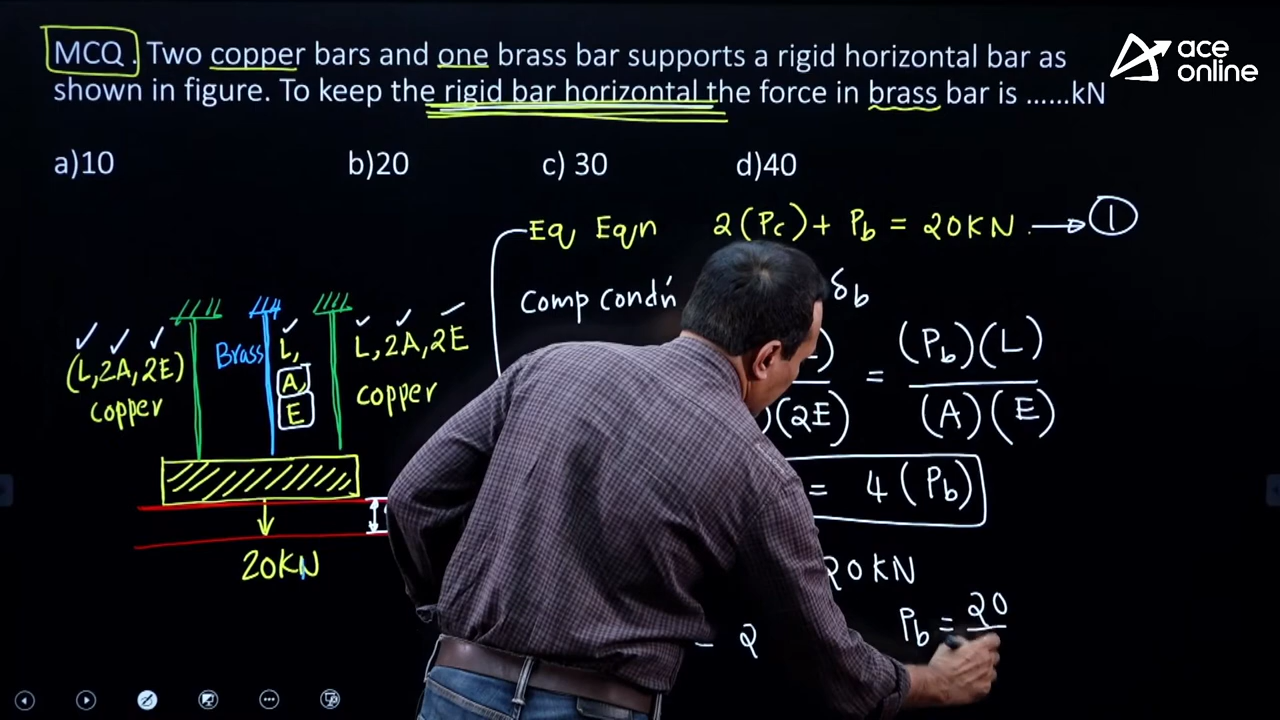 MCQ. Two copper bars and one brass bar supports a rigid horizontal bar as
shown in figure. To keep the rigid bar horizontal the force in brass bar is ......kN
ace
online
a)10 b)20 c) 30 d)40
Eq Eqn 2(Pc) + Pb = 20KN → 1
Comp Condn δb
(L, 2A, 2E)
copper
Brass
L,
A,
E
L, 2A, 2E
copper
(2E) = (Pb)(L)
(A)(E)
= 4(Pb)
20KN
20KN
Pb = 20
= 2